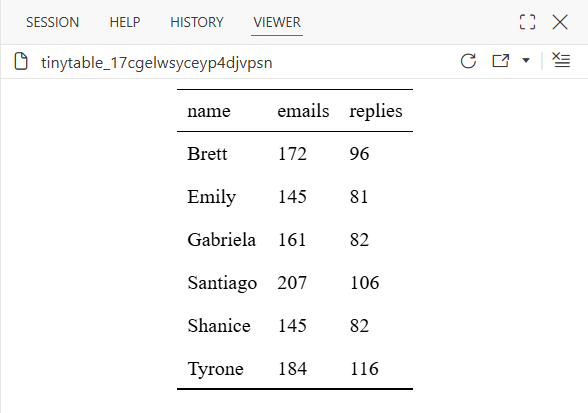 SESSION HELP HISTORY VIEWER
tinytable_17cgelwsyceyp4djvpsn
name emails replies
Brett 172 96
Emily 145 81
Gabriela 161 82
Santiago 207 106
Shanice 145 82
Tyrone 184 116